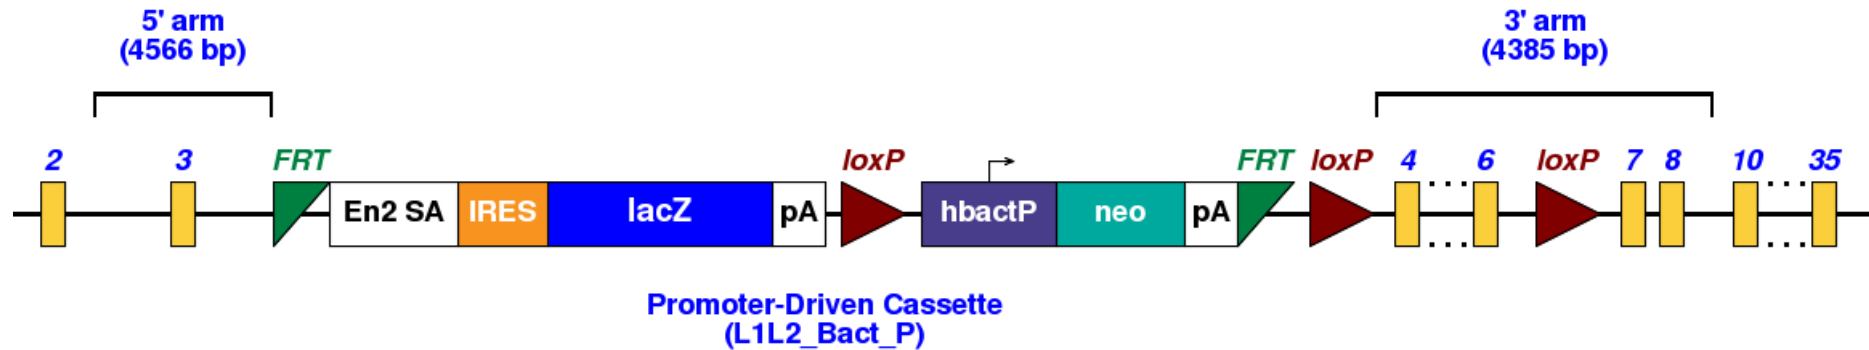 5' arm
(4566 bp)
3' arm
(4385 bp)
2 3 FRT loxP FRT loxP 4 6 loxP 7 8 10 35
En2 SA IRES lacZ pA hbactP neo pA
Promoter-Driven Cassette
(L1L2_Bact_P)